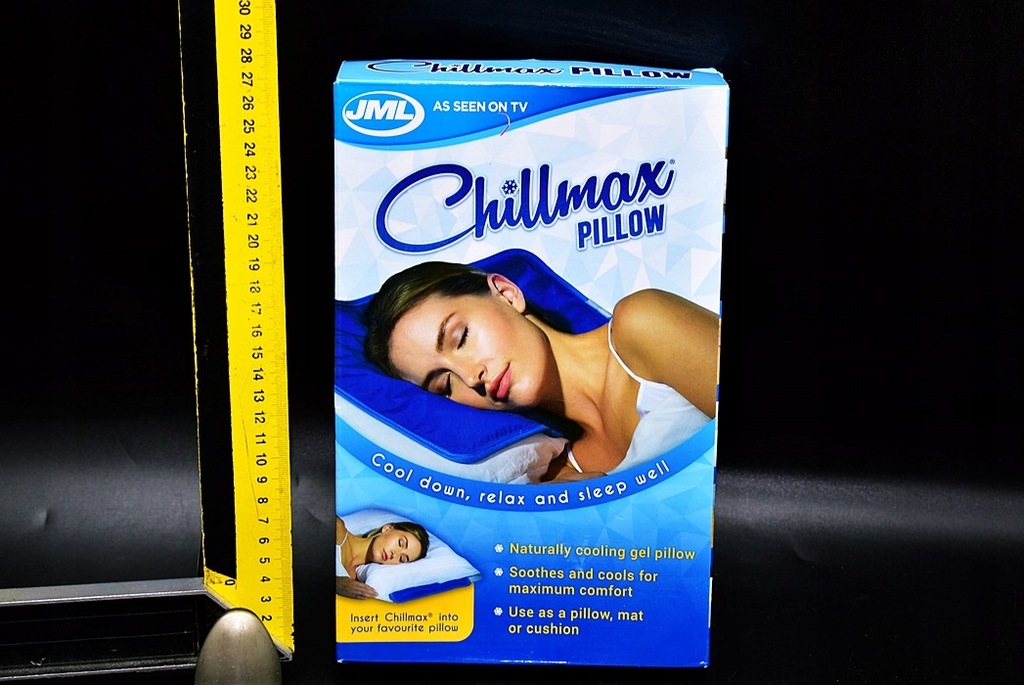 30
29
28
27
26
25
24
23
22
21
20
19
18
17
16
15
14
13
12
11
10
9
8
7
6
5
4
3
2
0
Chillmax PILLOW
JML AS SEEN ON TV
Chillmax®
PILLOW
Cool down, relax and sleep well
Naturally cooling gel pillow
Soothes and cools for
maximum comfort
Use as a pillow, mat
or cushion
Insert Chillmax® into
your favourite pillow